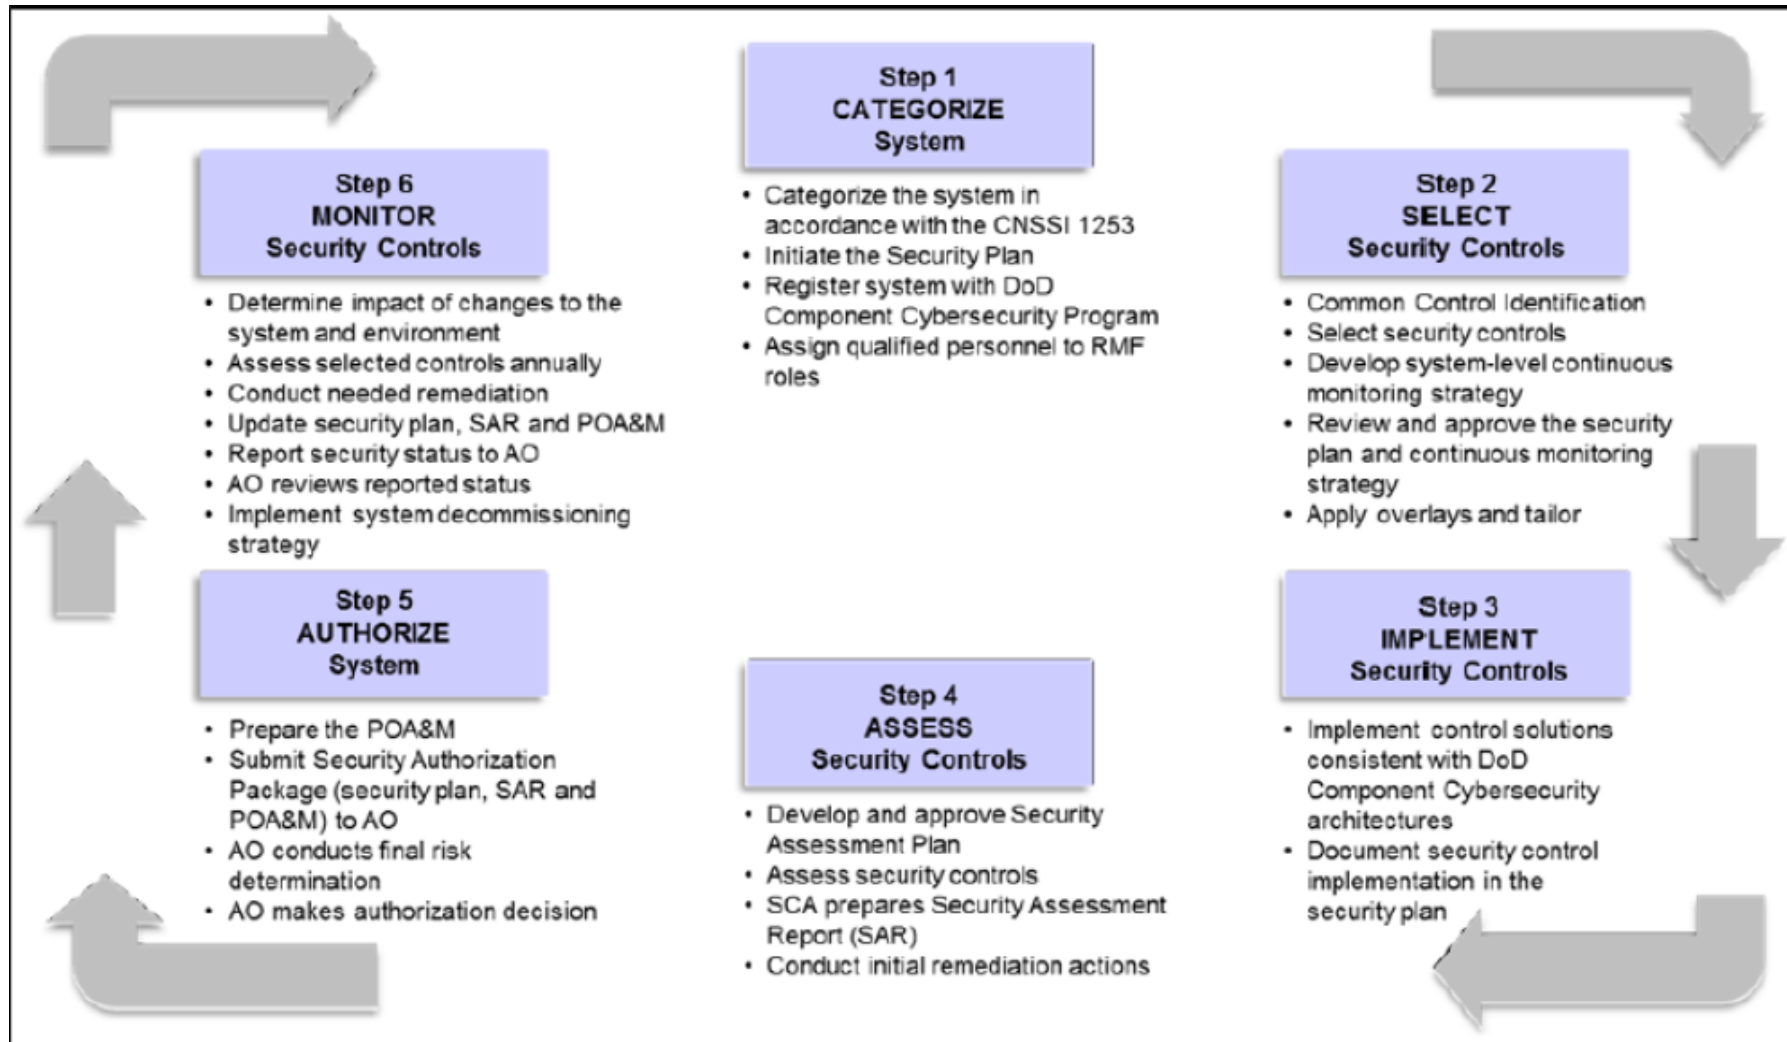 Step 1
CATEGORIZE
System
• Categorize the system in
accordance with the CNSSI 1253
• Initiate the Security Plan
• Register system with DoD
Component Cybersecurity Program
• Assign qualified personnel to RMF
roles
Step 2
SELECT
Security Controls
• Common Control Identification
• Select security controls
• Develop system-level continuous
monitoring strategy
• Review and approve the security
plan and continuous monitoring
strategy
• Apply overlays and tailor
Step 3
IMPLEMENT
Security Controls
• Implement control solutions
consistent with DoD
Component Cybersecurity
architectures
• Document security control
implementation in the
security plan
Step 4
ASSESS
Security Controls
• Develop and approve Security
Assessment Plan
• Assess security controls
• SCA prepares Security Assessment
Report (SAR)
• Conduct initial remediation actions
Step 5
AUTHORIZE
System
• Prepare the POA&M
• Submit Security Authorization
Package (security plan, SAR and
POA&M) to AO
• AO conducts final risk
determination
• AO makes authorization decision
Step 6
MONITOR
Security Controls
• Determine impact of changes to the
system and environment
• Assess selected controls annually
• Conduct needed remediation
• Update security plan, SAR and POA&M
• Report security status to AO
• AO reviews reported status
• Implement system decommissioning
strategy